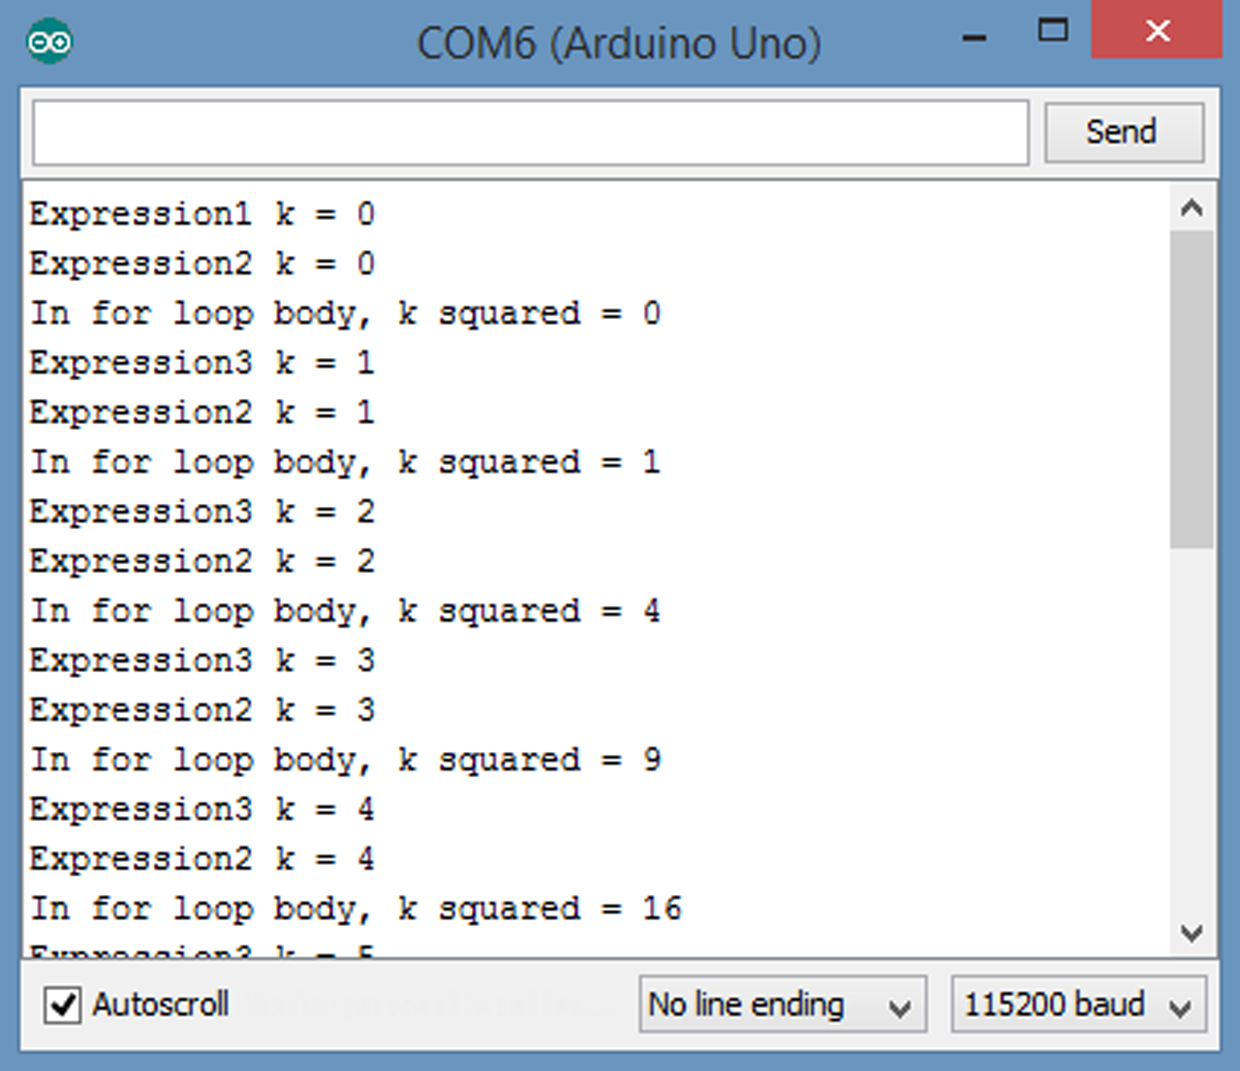 COM6 (Arduino Uno)
Send
Expression1 k = 0
Expression2 k = 0
In for loop body, k squared = 0
Expression3 k = 1
Expression2 k = 1
In for loop body, k squared = 1
Expression3 k = 2
Expression2 k = 2
In for loop body, k squared = 4
Expression3 k = 3
Expression2 k = 3
In for loop body, k squared = 9
Expression3 k = 4
Expression2 k = 4
In for loop body, k squared = 16
Expression3 k = 5
Autoscroll No line ending 115200 baud